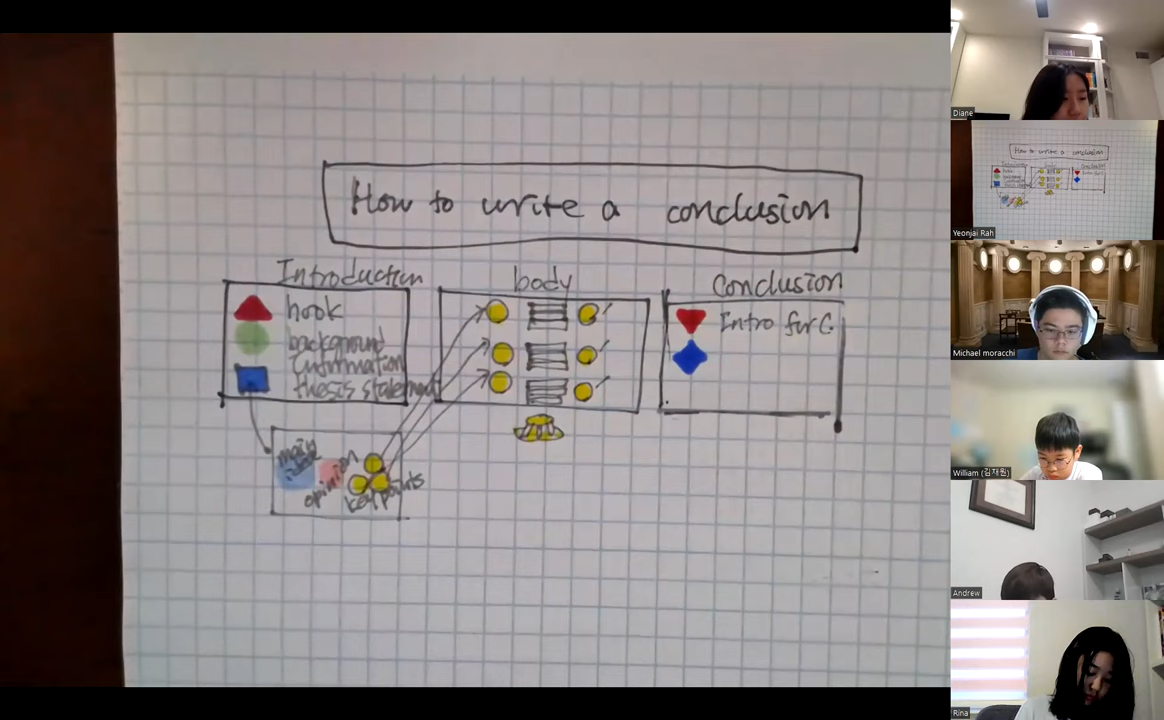 How to write a conclusion
Introduction
hook
background
information
thesis statement
main
opinion
key points
body
Conclusion
Intro for C.
Diane
Yeonjai Rah
Michael moracchi
William (김재원)
Andrew
Rina